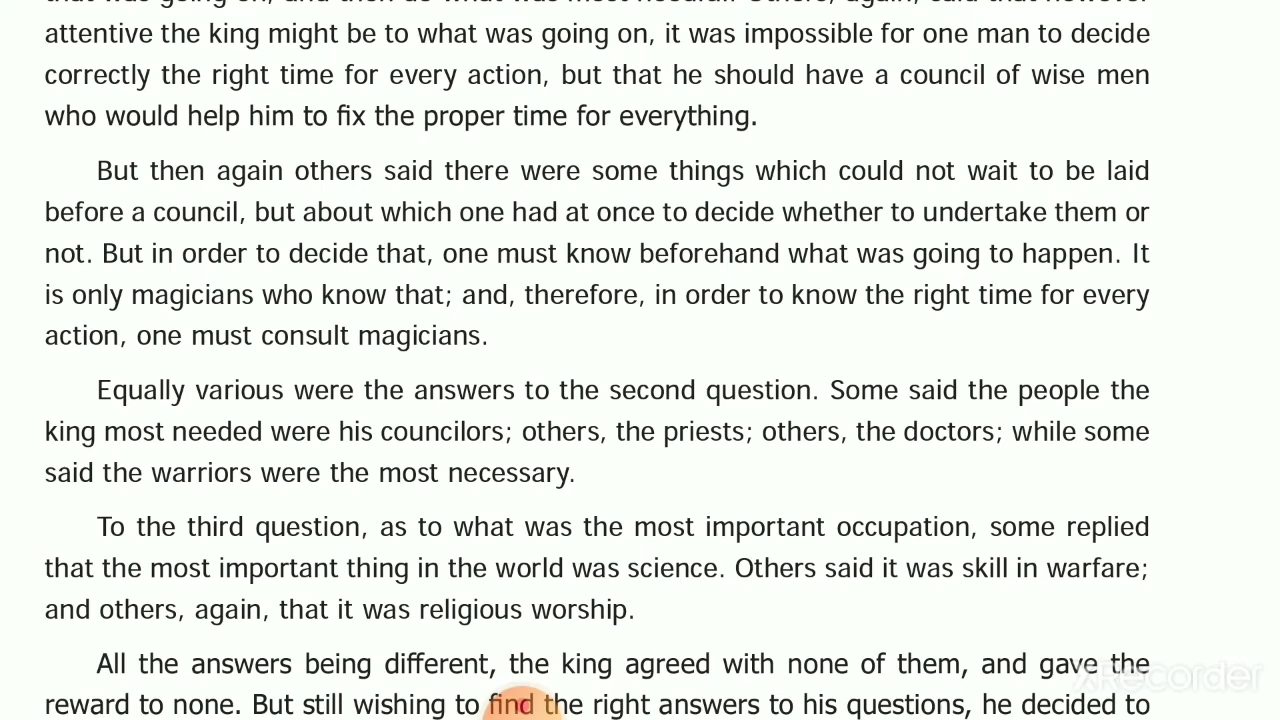 attentive the king might be to what was going on, it was impossible for one man to decide
correctly the right time for every action, but that he should have a council of wise men
who would help him to fix the proper time for everything.
But then again others said there were some things which could not wait to be laid
before a council, but about which one had at once to decide whether to undertake them or
not. But in order to decide that, one must know beforehand what was going to happen. It
is only magicians who know that; and, therefore, in order to know the right time for every
action, one must consult magicians.
Equally various were the answers to the second question. Some said the people the
king most needed were his councilors; others, the priests; others, the doctors; while some
said the warriors were the most necessary.
To the third question, as to what was the most important occupation, some replied
that the most important thing in the world was science. Others said it was skill in warfare;
and others, again, that it was religious worship.
All the answers being different, the king agreed with none of them, and gave the
reward to none. But still wishing to find the right answers to his questions, he decided to
XRecorder